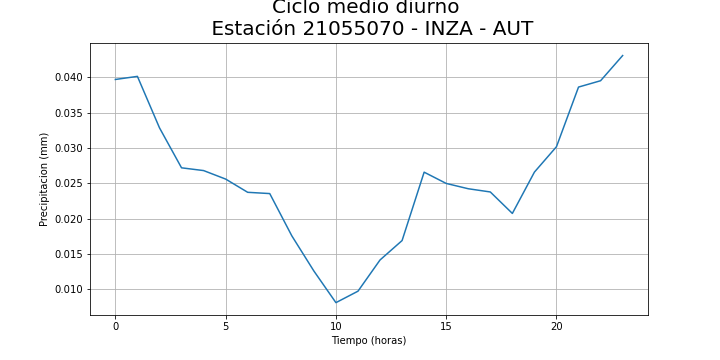 Ciclo medio diurno
Estación 21055070 - INZA - AUT
0.040
0.035
0.030
0.025
0.020
0.015
0.010
Precipitacion (mm)
0 5 10 15 20
Tiempo (horas)